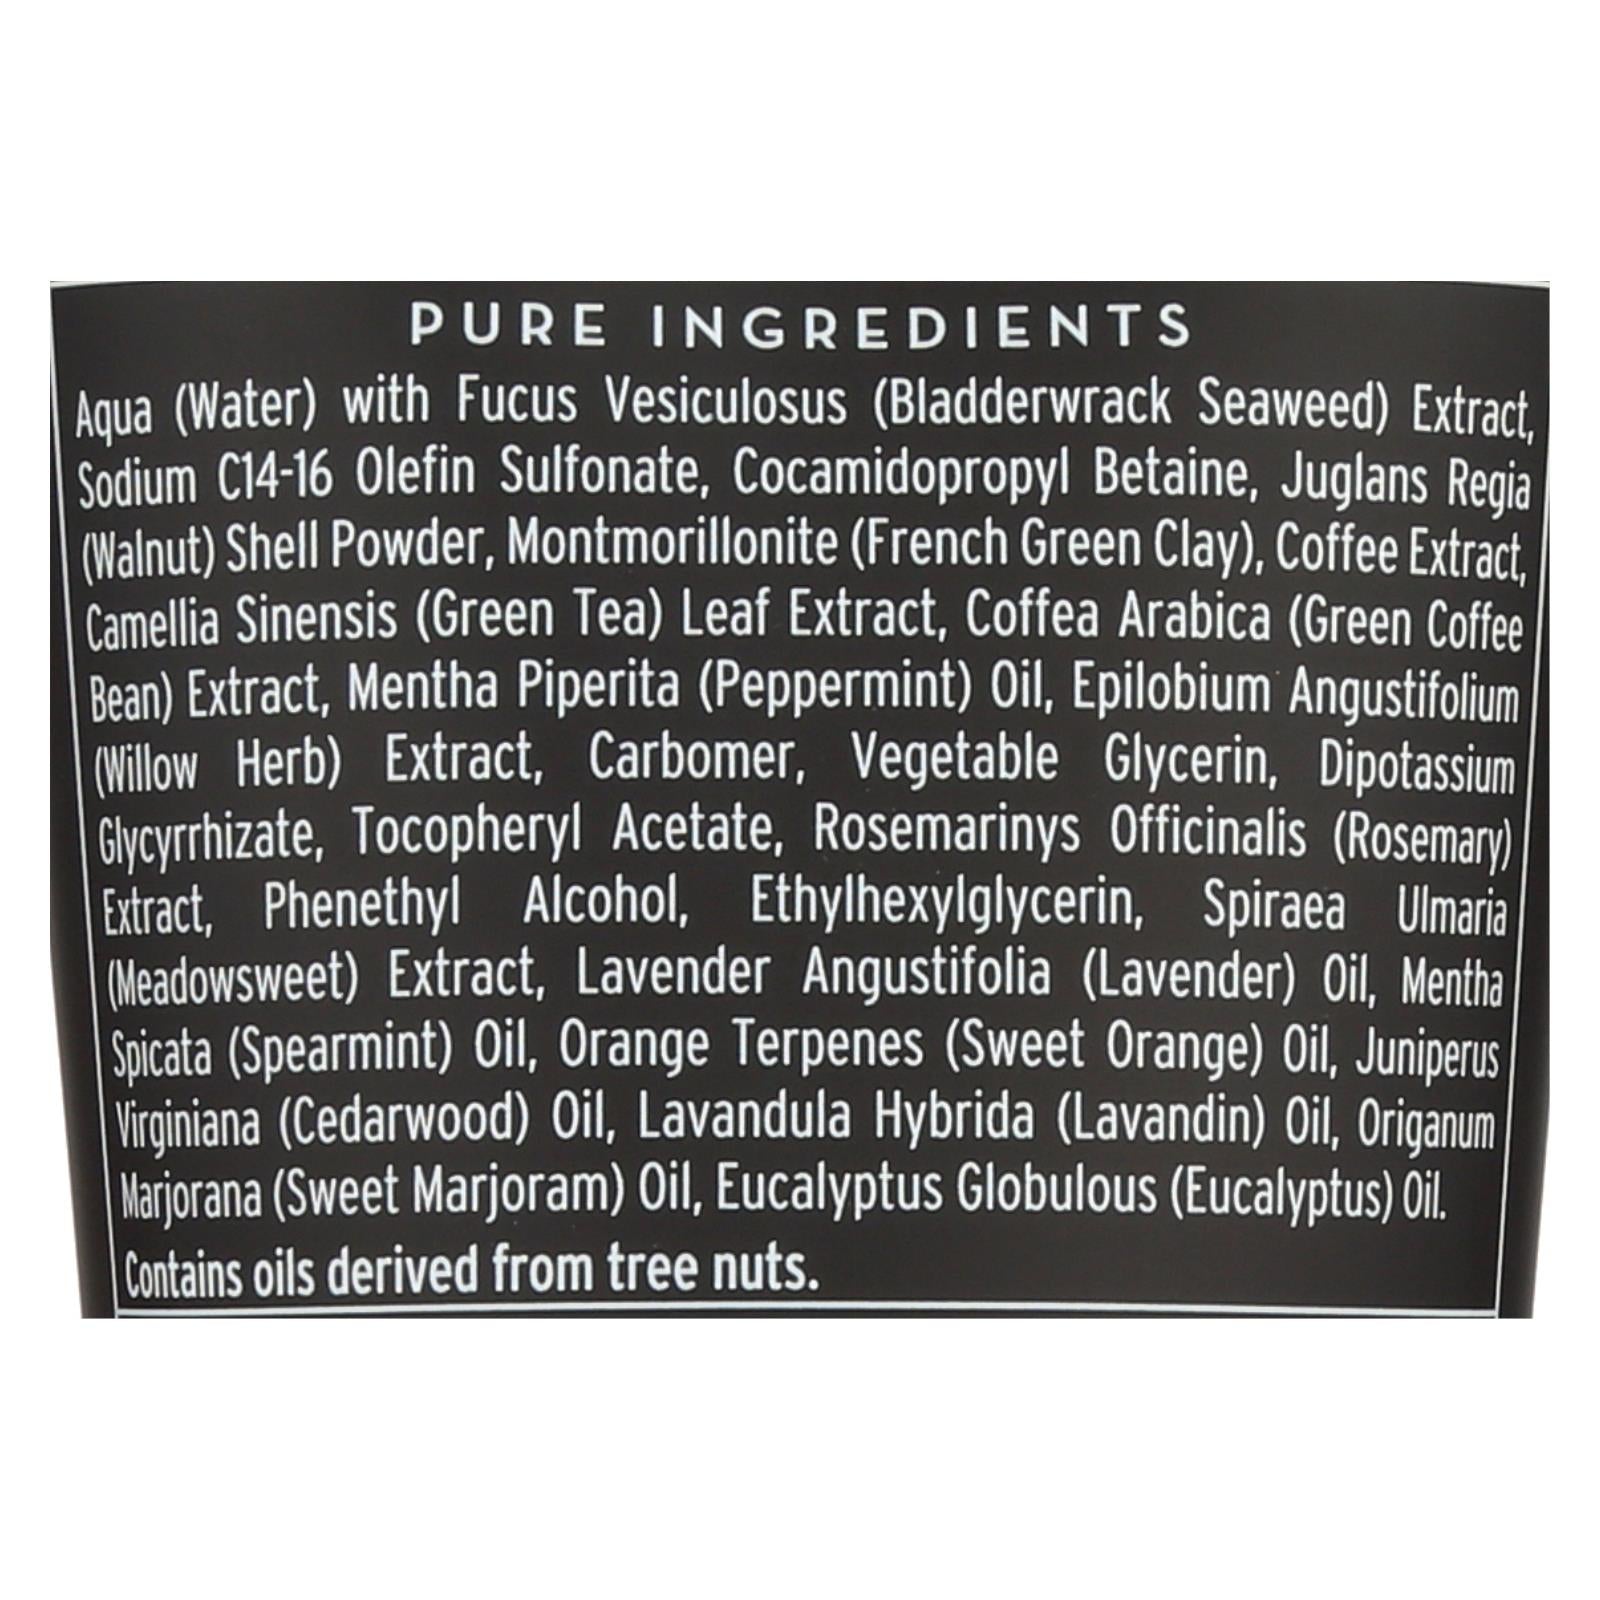 PURE INGREDIENTS
Aqua (Water) with Fucus Vesiculosus (Bladderwrack Seaweed) Extract,
Sodium C14-16 Olefin Sulfonate, Cocamidopropyl Betaine, Juglans Regia
(Walnut) Shell Powder, Montmorillonite (French Green Clay), Coffee Extract,
Camellia Sinensis (Green Tea) Leaf Extract, Coffea Arabica (Green Coffee
Bean) Extract, Mentha Piperita (Peppermint) Oil, Epilobium Angustifolium
(Willow Herb) Extract, Carbomer, Vegetable Glycerin, Dipotassium
Glycyrrhizate, Tocopheryl Acetate, Rosemarinys Officinalis (Rosemary)
Extract, Phenethyl Alcohol, Ethylhexylglycerin, Spiraea Ulmaria
(Meadowsweet) Extract, Lavender Angustifolia (Lavender) Oil, Mentha
Spicata (Spearmint) Oil, Orange Terpenes (Sweet Orange) Oil, Juniperus
Virginiana (Cedarwood) Oil, Lavandula Hybrida (Lavandin) Oil, Origanum
Marjorana (Sweet Marjoram) Oil, Eucalyptus Globulous (Eucalyptus) Oil.
Contains oils derived from tree nuts.